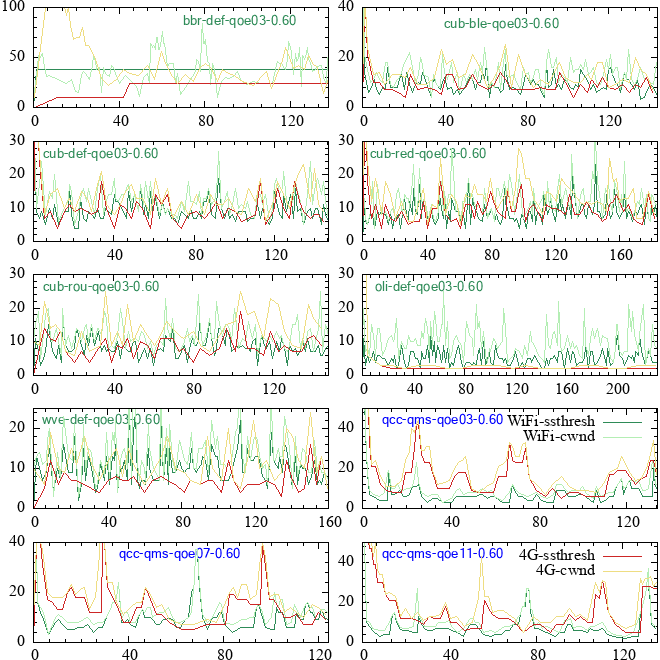 bbr-def-qoe03-0.60
100
50
0
0 40 80 120
cub-ble-qoe03-0.60
40
20
0
0 40 80 120
cub-def-qoe03-0.60
30
20
10
0
0 40 80 120
cub-red-qoe03-0.60
30
20
10
0
0 40 80 120 160
cub-rou-qoe03-0.60
30
20
10
0
0 40 80 120
oli-def-qoe03-0.60
30
20
10
0
0 40 80 120 160 200
wve-def-qoe03-0.60
20
10
0
0 40 80 120 160
qcc-qms-qoe03-0.60
WiFi-ssthresh
WiFi-cwnd
40
20
0
0 40 80 120
qcc-qms-qoe07-0.60
40
20
0
0 40 80 120
qcc-qms-qoe11-0.60
4G-ssthresh
4G-cwnd
40
20
0
0 40 80 120